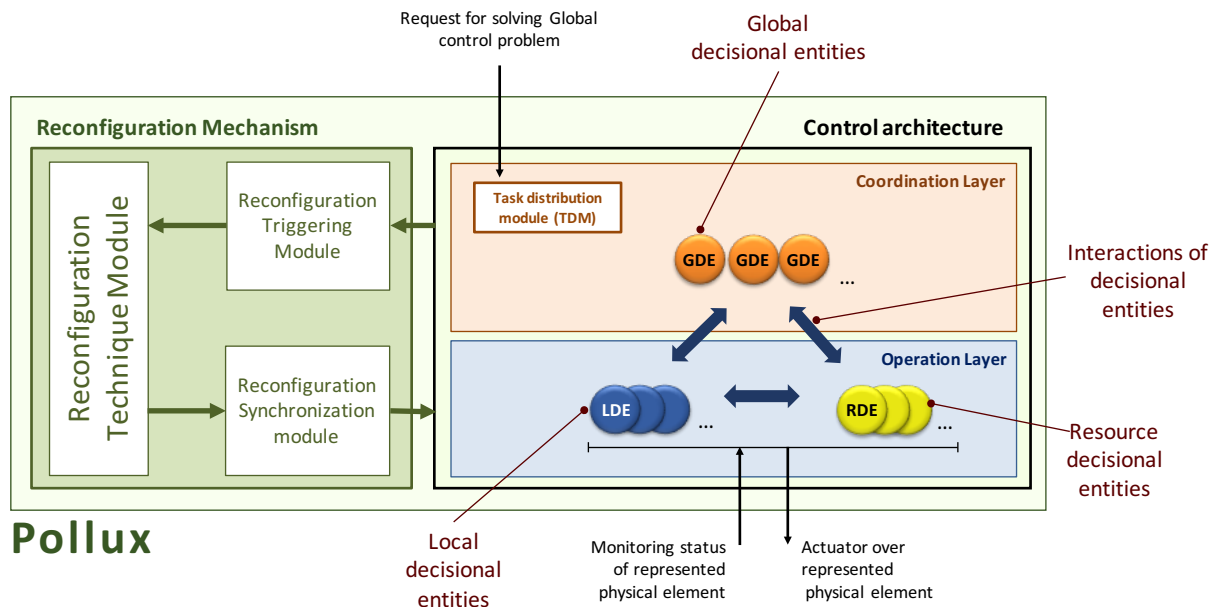 Request for solving Global
control problem
Global
decisional entities
Reconfiguration Mechanism
Control architecture
Reconfiguration
Technique Module
Reconfiguration
Triggering
Module
Reconfiguration
Synchronization
module
Coordination Layer
Task distribution
module (TDM)
GDE
GDE
GDE
...
Interactions of
decisional
entities
Operation Layer
LDE
...
RDE
...
Resource
decisional
entities
Pollux
Local
decisional
entities
Monitoring status
of represented
physical element
Actuator over
represented
physical element